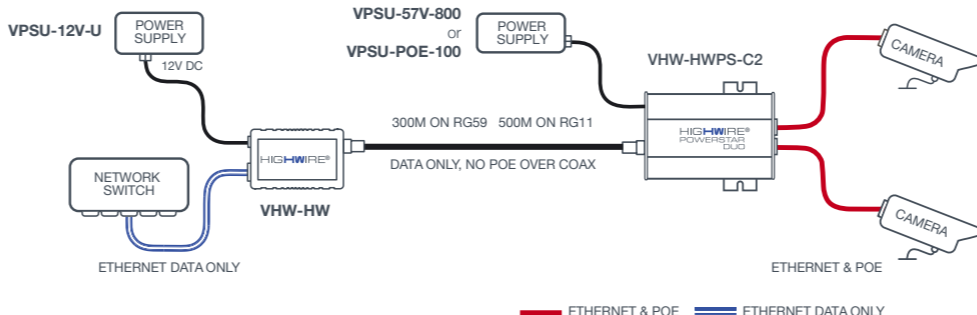 VPSU-12V-U
POWER
SUPPLY
12V DC
VPSU-57V-800
or
VPSU-POE-100
POWER
SUPPLY
VHW-HWPS-C2
CAMERA
300M ON RG59 500M ON RG11
HIGHWIRE®
DATA ONLY, NO POE OVER COAX
HIGHWIRE®
POWERSTAR
DUO
NETWORK
SWITCH
VHW-HW
CAMERA
ETHERNET DATA ONLY
ETHERNET & POE
ETHERNET & POE
ETHERNET DATA ONLY